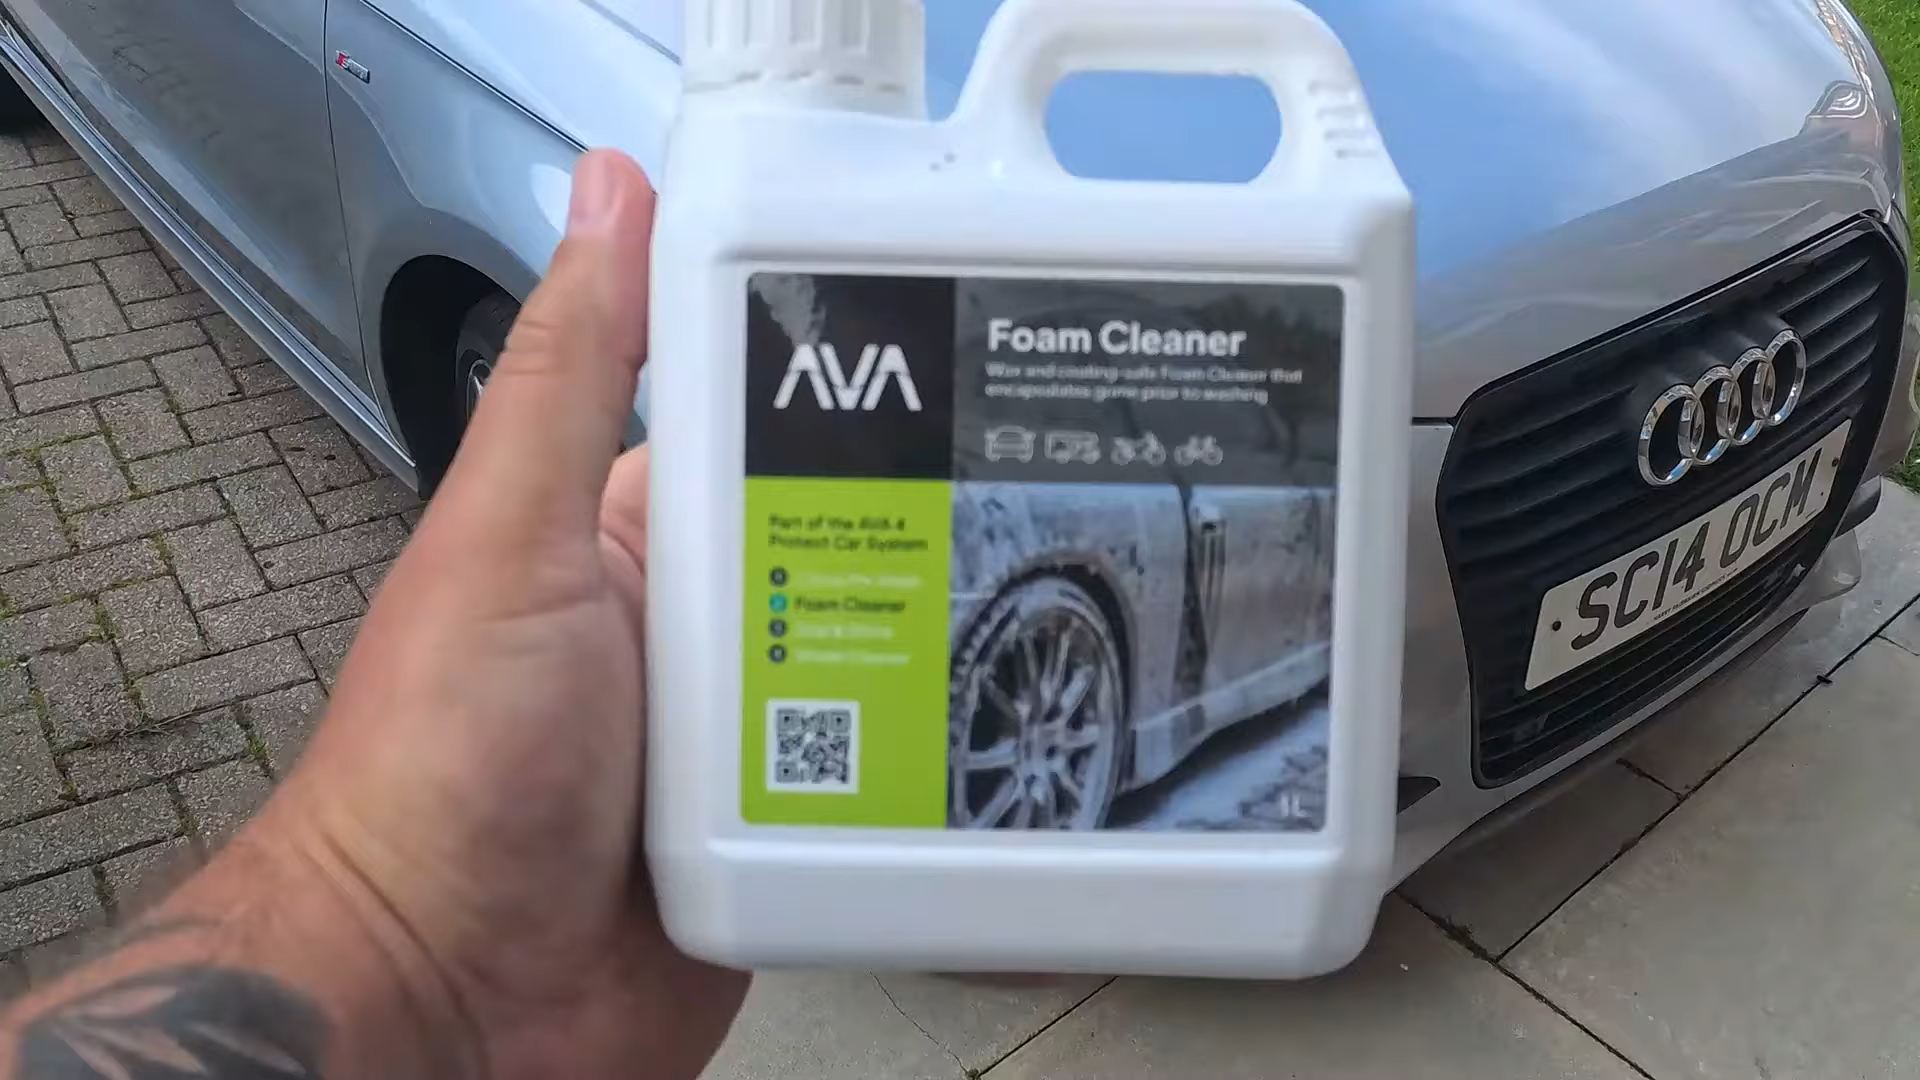 AVA
Foam Cleaner
Wax and coating-safe Foam Cleaner that
encapsulates grime prior to washing
Part of the AVA 4
Protect Car System
Foam Cleaner
1L
SC14 OCM